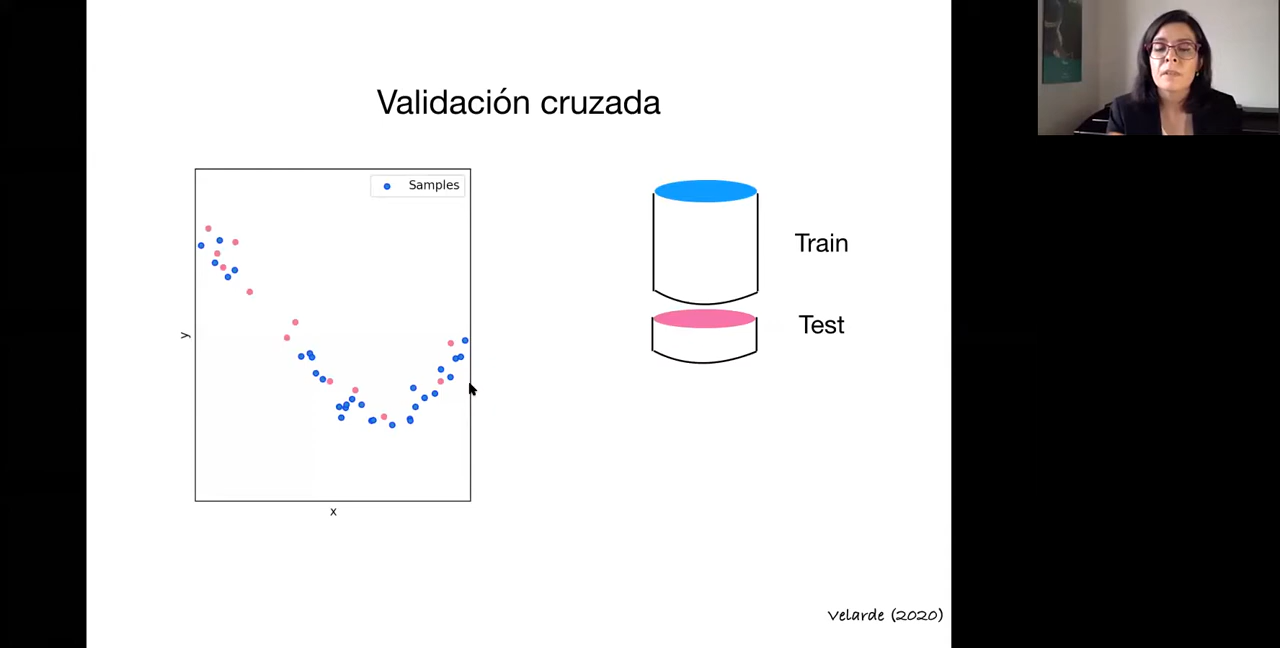 Validación cruzada
Samples
y
x
Train
Test
Velarde (2020)